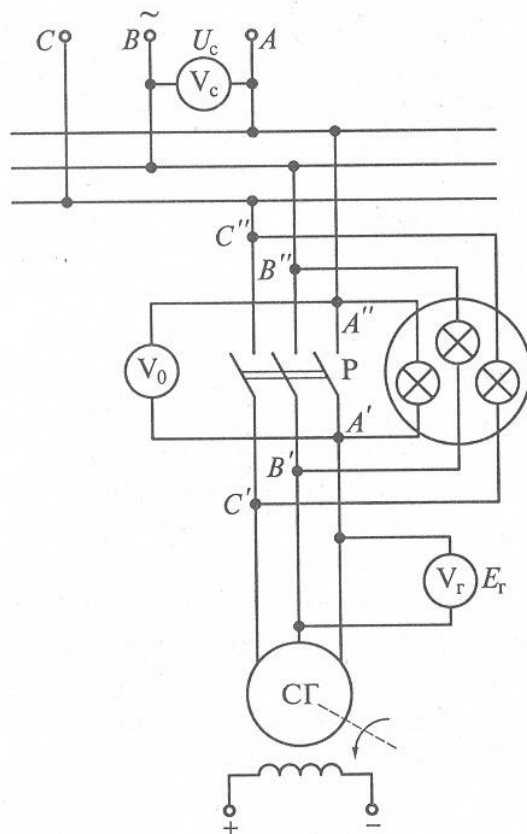 ~
C B A
U_c
V_c
C''
B''
A''
V_0
P
A'
B'
C'
V_г E_г
СГ
+ −